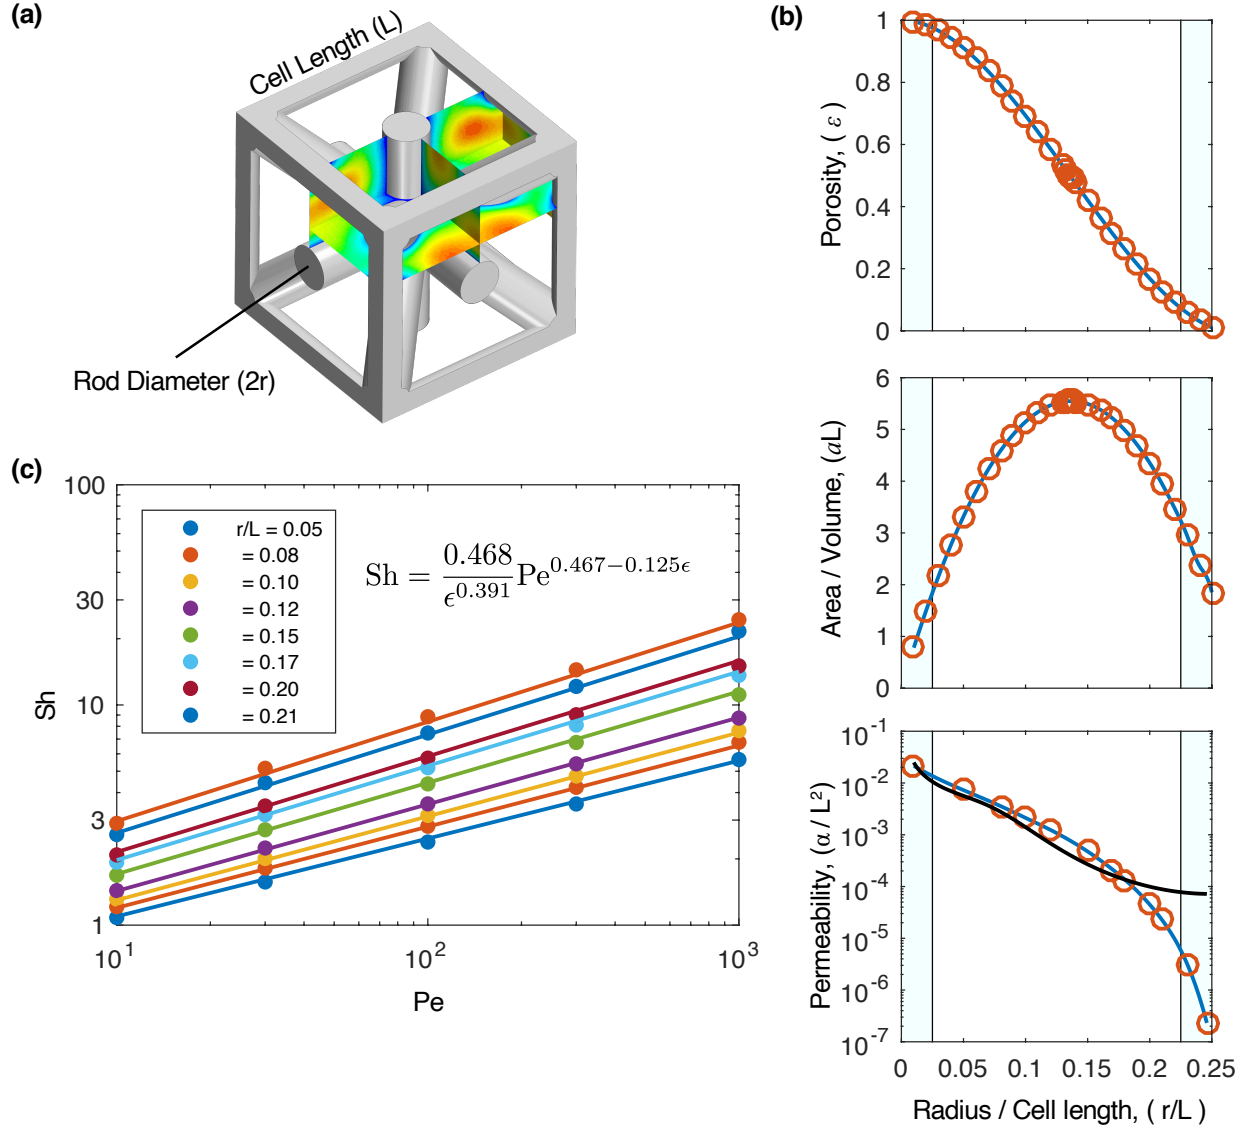 (a)
Cell Length (L)
Rod Diameter (2r)
(b)
1
0.8
0.6
0.4
0.2
0
Porosity, ( ε )
6
5
4
3
2
1
0
Area / Volume, (aL)
10^-1
10^-2
10^-3
10^-4
10^-5
10^-6
10^-7
Permeability, (α / L²)
0 0.05 0.1 0.15 0.2 0.25
Radius / Cell length, ( r/L )
(c)
100
30
10
3
1
Sh
r/L = 0.05
= 0.08
= 0.10
= 0.12
= 0.15
= 0.17
= 0.20
= 0.21
Sh = 0.468/ϵ^0.391 Pe^0.467−0.125ϵ
10^1 10^2 10^3
Pe